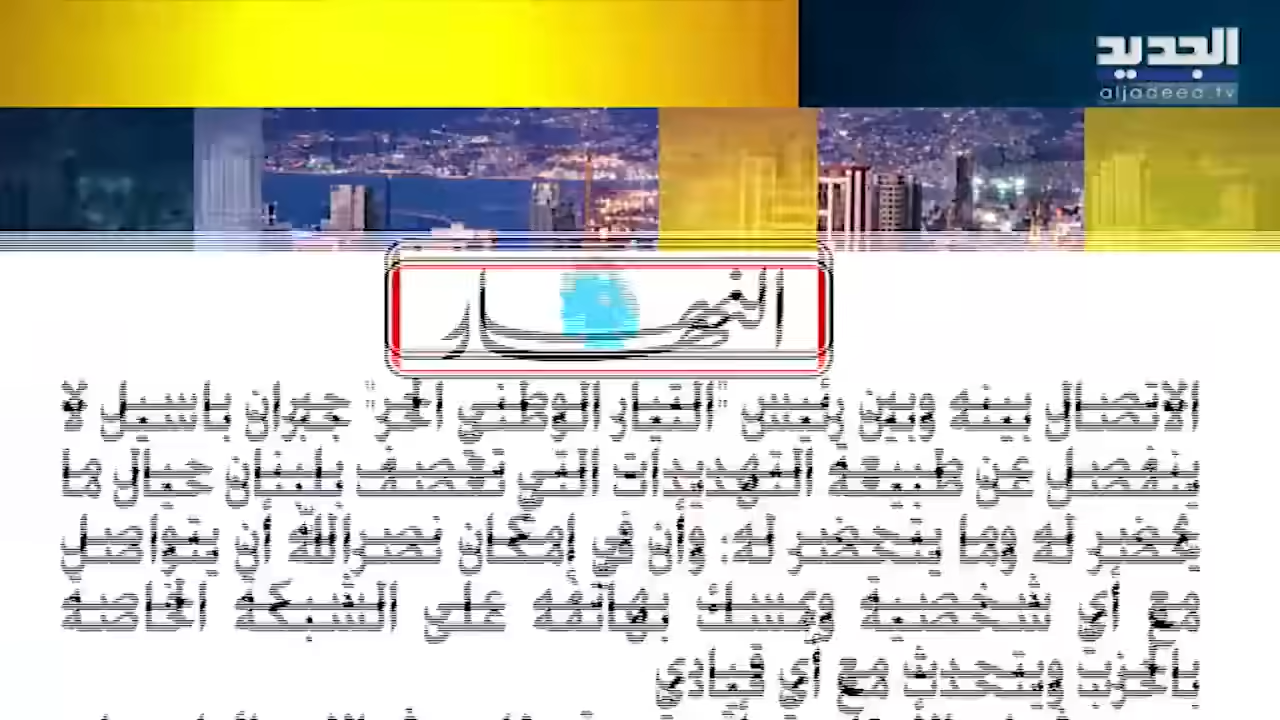 الجديد
aljadeed.tv
النهار
الاتصال بينه وبين رئيس "التيار الوطني الحر" جبران باسيل لا
ينفصل عن طبيعة التهديدات التي تعصف بلبنان حيال ما
يُحضر له وما يتحضر له: وأن في إمكان نصرالله أن يتواصل
مع أي شخصية ويمسك بهاتفه على الشبكة الخاصة
بالحزب ويتحدث مع أي قيادي